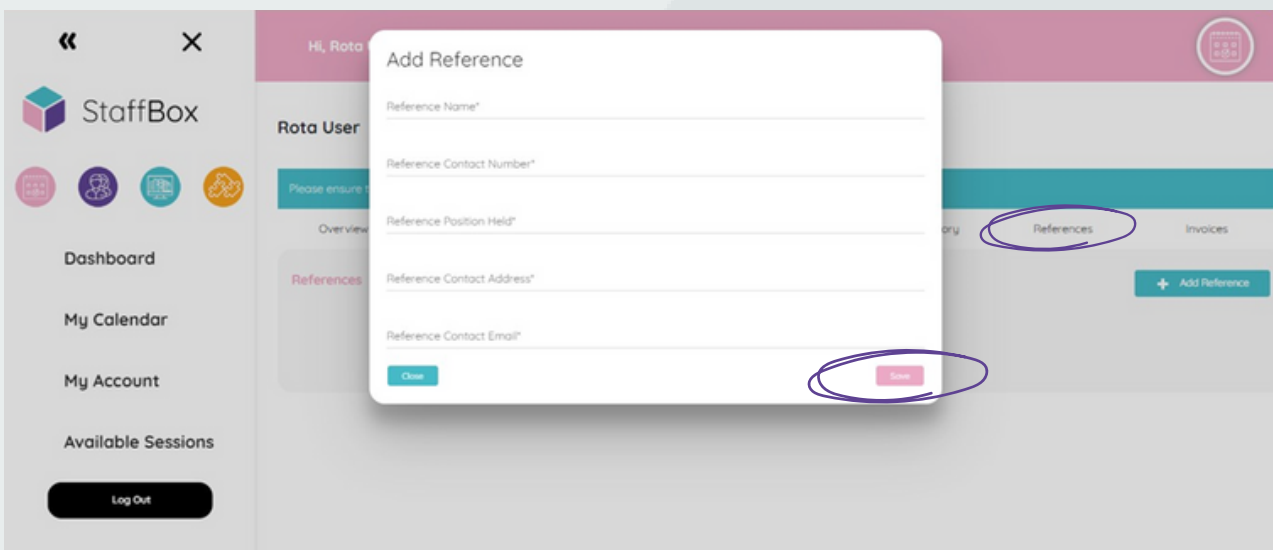 StaffBox
Dashboard
My Calendar
My Account
Available Sessions
Log Out
Hi, Rota
Rota User
Please ensure
Overview
References
Invoices
References
+ Add Reference
Add Reference
Reference Name*
Reference Contact Number*
Reference Position Held*
Reference Contact Address*
Reference Contact Email*
Close
Save